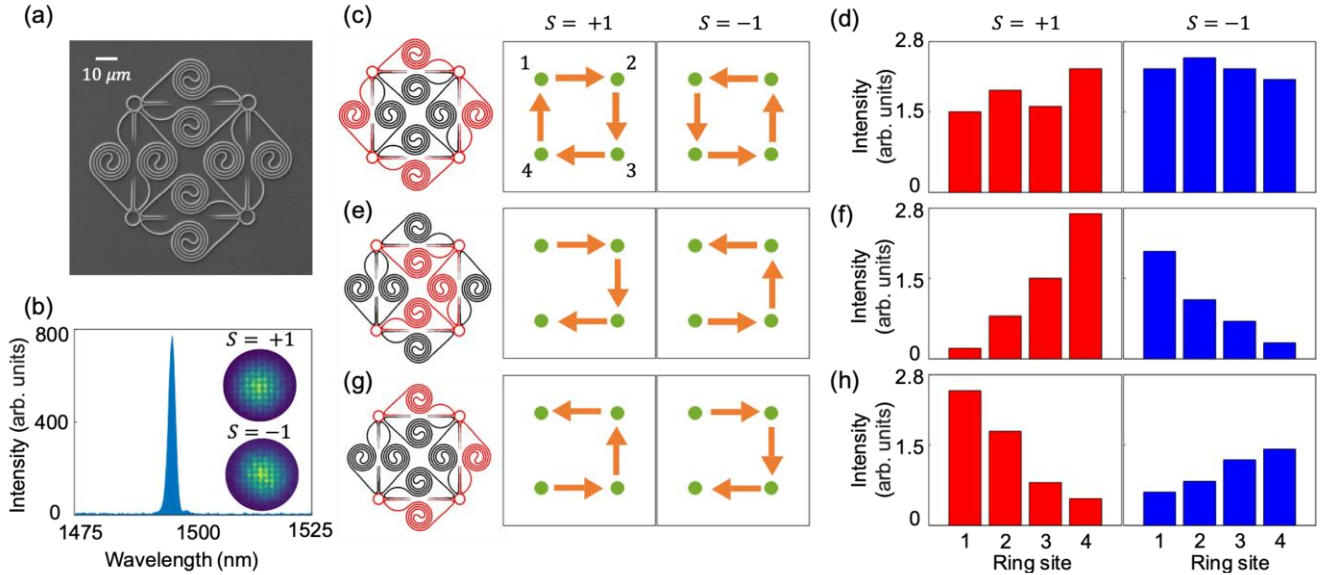 (a)
10 μm
(b)
Intensity (arb. units)
800
400
0
S = +1
S = −1
1475
1500
1525
Wavelength (nm)
(c)
S = +1
S = −1
1
2
4
3
(d)
S = +1
S = −1
Intensity
(arb. units)
2.8
1.5
0
(e)
(f)
Intensity
(arb. units)
2.8
1.5
0
(g)
(h)
Intensity
(arb. units)
2.8
1.5
0
1 2 3 4
1 2 3 4
Ring site
Ring site